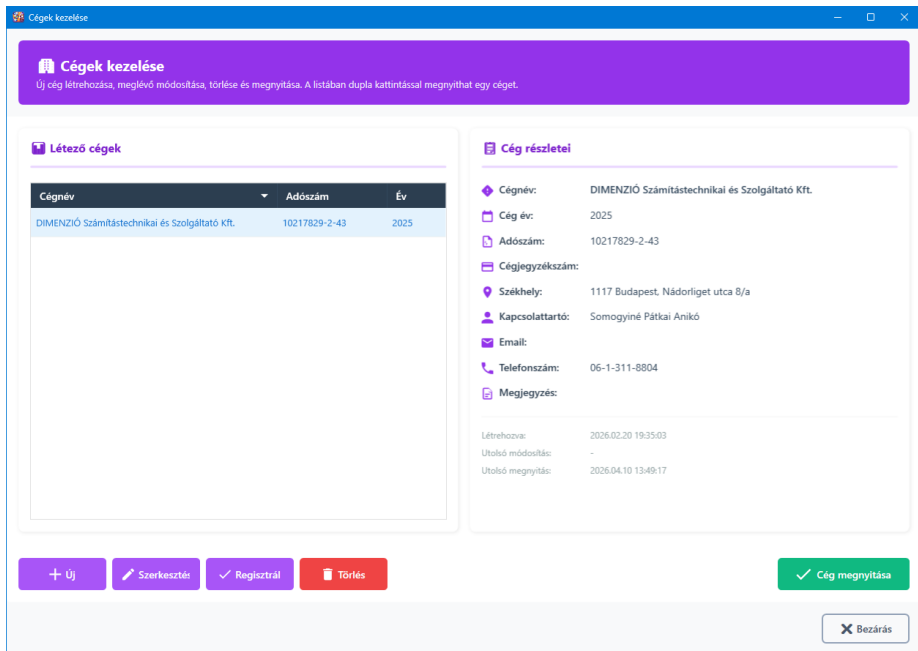 Cégek kezelése
Cégek kezelése
Új cég létrehozása, meglévő módosítása, törlése és megnyitása. A listában dupla kattintással megnyithat egy céget.
Létező cégek
Cégnév Adószám Év
DIMENZIÓ Számítástechnikai és Szolgáltató Kft. 10217829-2-43 2025
Cég részletei
Cégnév: DIMENZIÓ Számítástechnikai és Szolgáltató Kft.
Cég év: 2025
Adószám: 10217829-2-43
Cégjegyzékszám:
Székhely: 1117 Budapest, Nádorliget utca 8/a
Kapcsolattartó: Somogyiné Pátkai Anikó
Email:
Telefonszám: 06-1-311-8804
Megjegyzés:
Létrehozva: 2026.02.20 19:35:03
Utolsó módosítás: -
Utolsó megnyitás: 2026.04.10 13:49:17
Új Szerkesztés Regisztrál Törlés Cég megnyitása
Bezárás